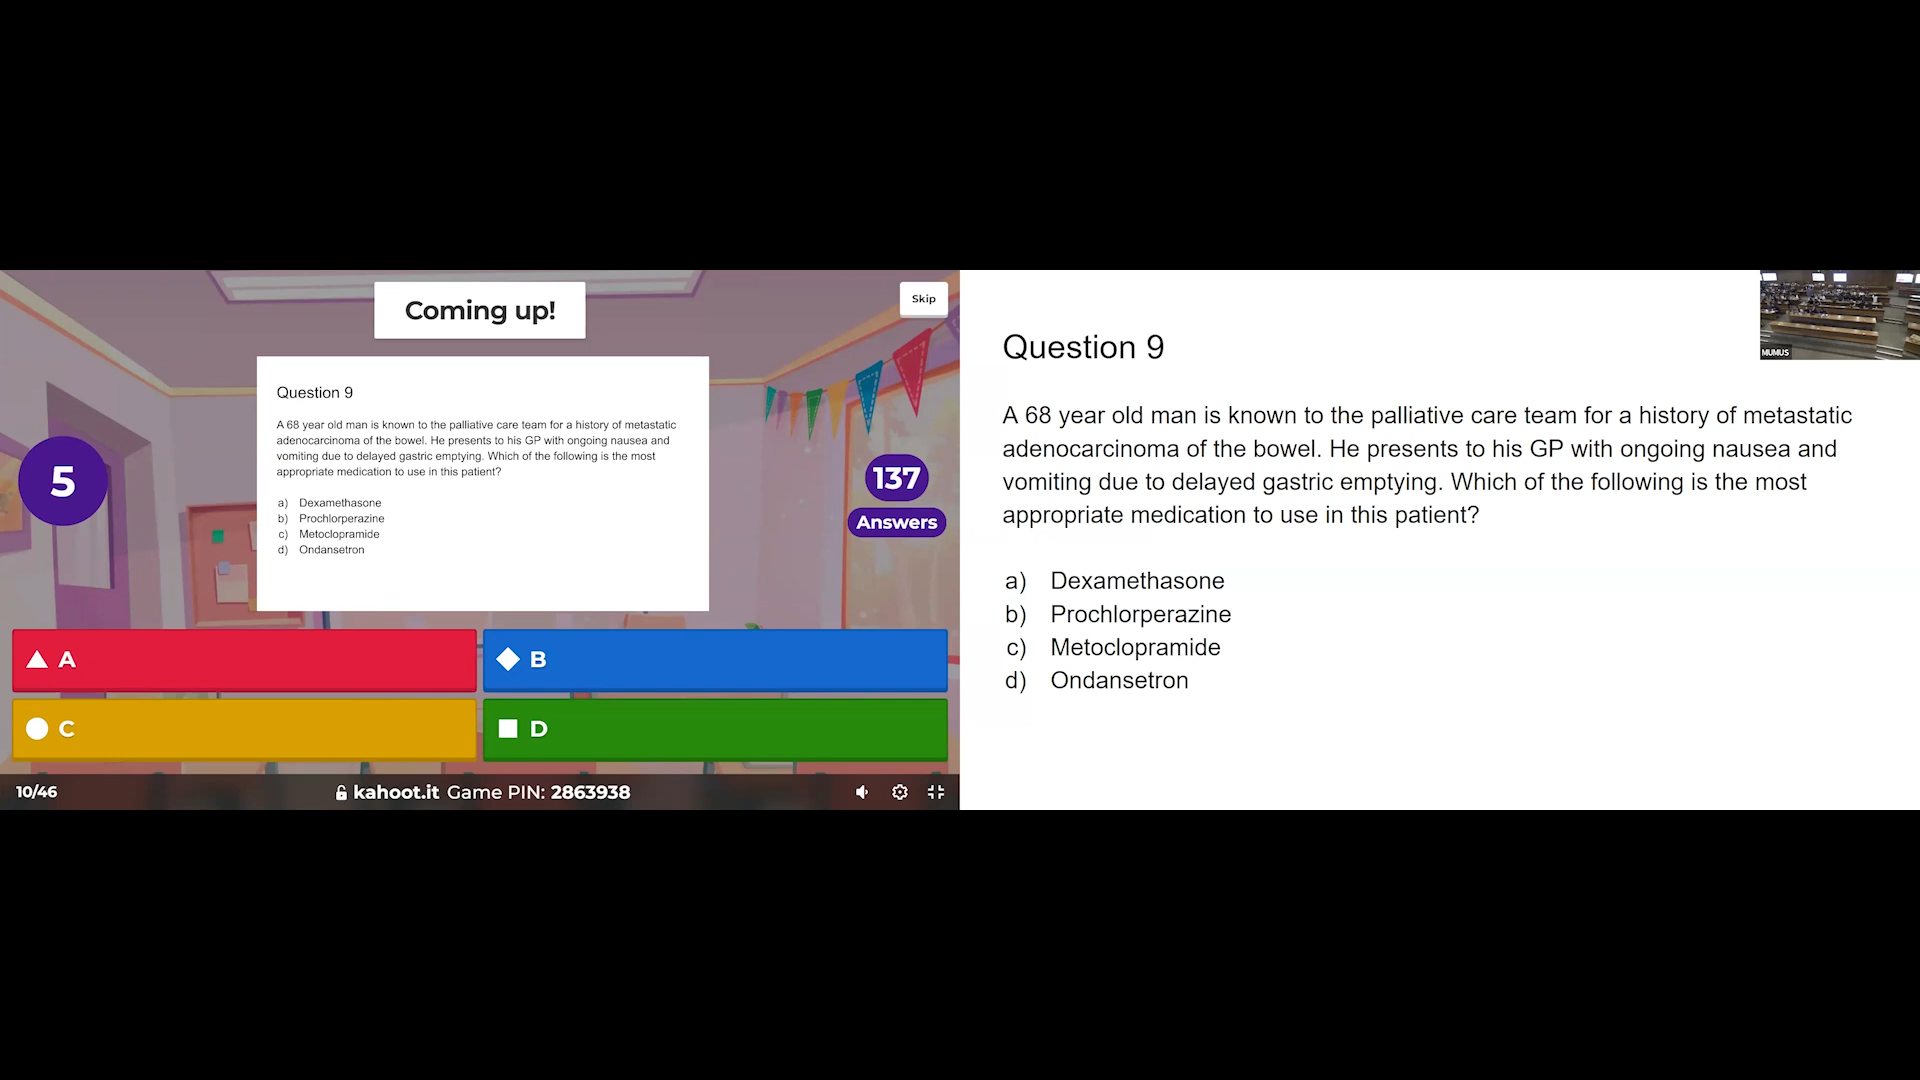 Coming up!
Skip
Question 9
A 68 year old man is known to the palliative care team for a history of metastatic
adenocarcinoma of the bowel. He presents to his GP with ongoing nausea and
vomiting due to delayed gastric emptying. Which of the following is the most
appropriate medication to use in this patient?
a) Dexamethasone
b) Prochlorperazine
c) Metoclopramide
d) Ondansetron
5
137
Answers
A
B
C
D
10/46
kahoot.it Game PIN: 2863938
MUMUS
Question 9
A 68 year old man is known to the palliative care team for a history of metastatic
adenocarcinoma of the bowel. He presents to his GP with ongoing nausea and
vomiting due to delayed gastric emptying. Which of the following is the most
appropriate medication to use in this patient?
a) Dexamethasone
b) Prochlorperazine
c) Metoclopramide
d) Ondansetron